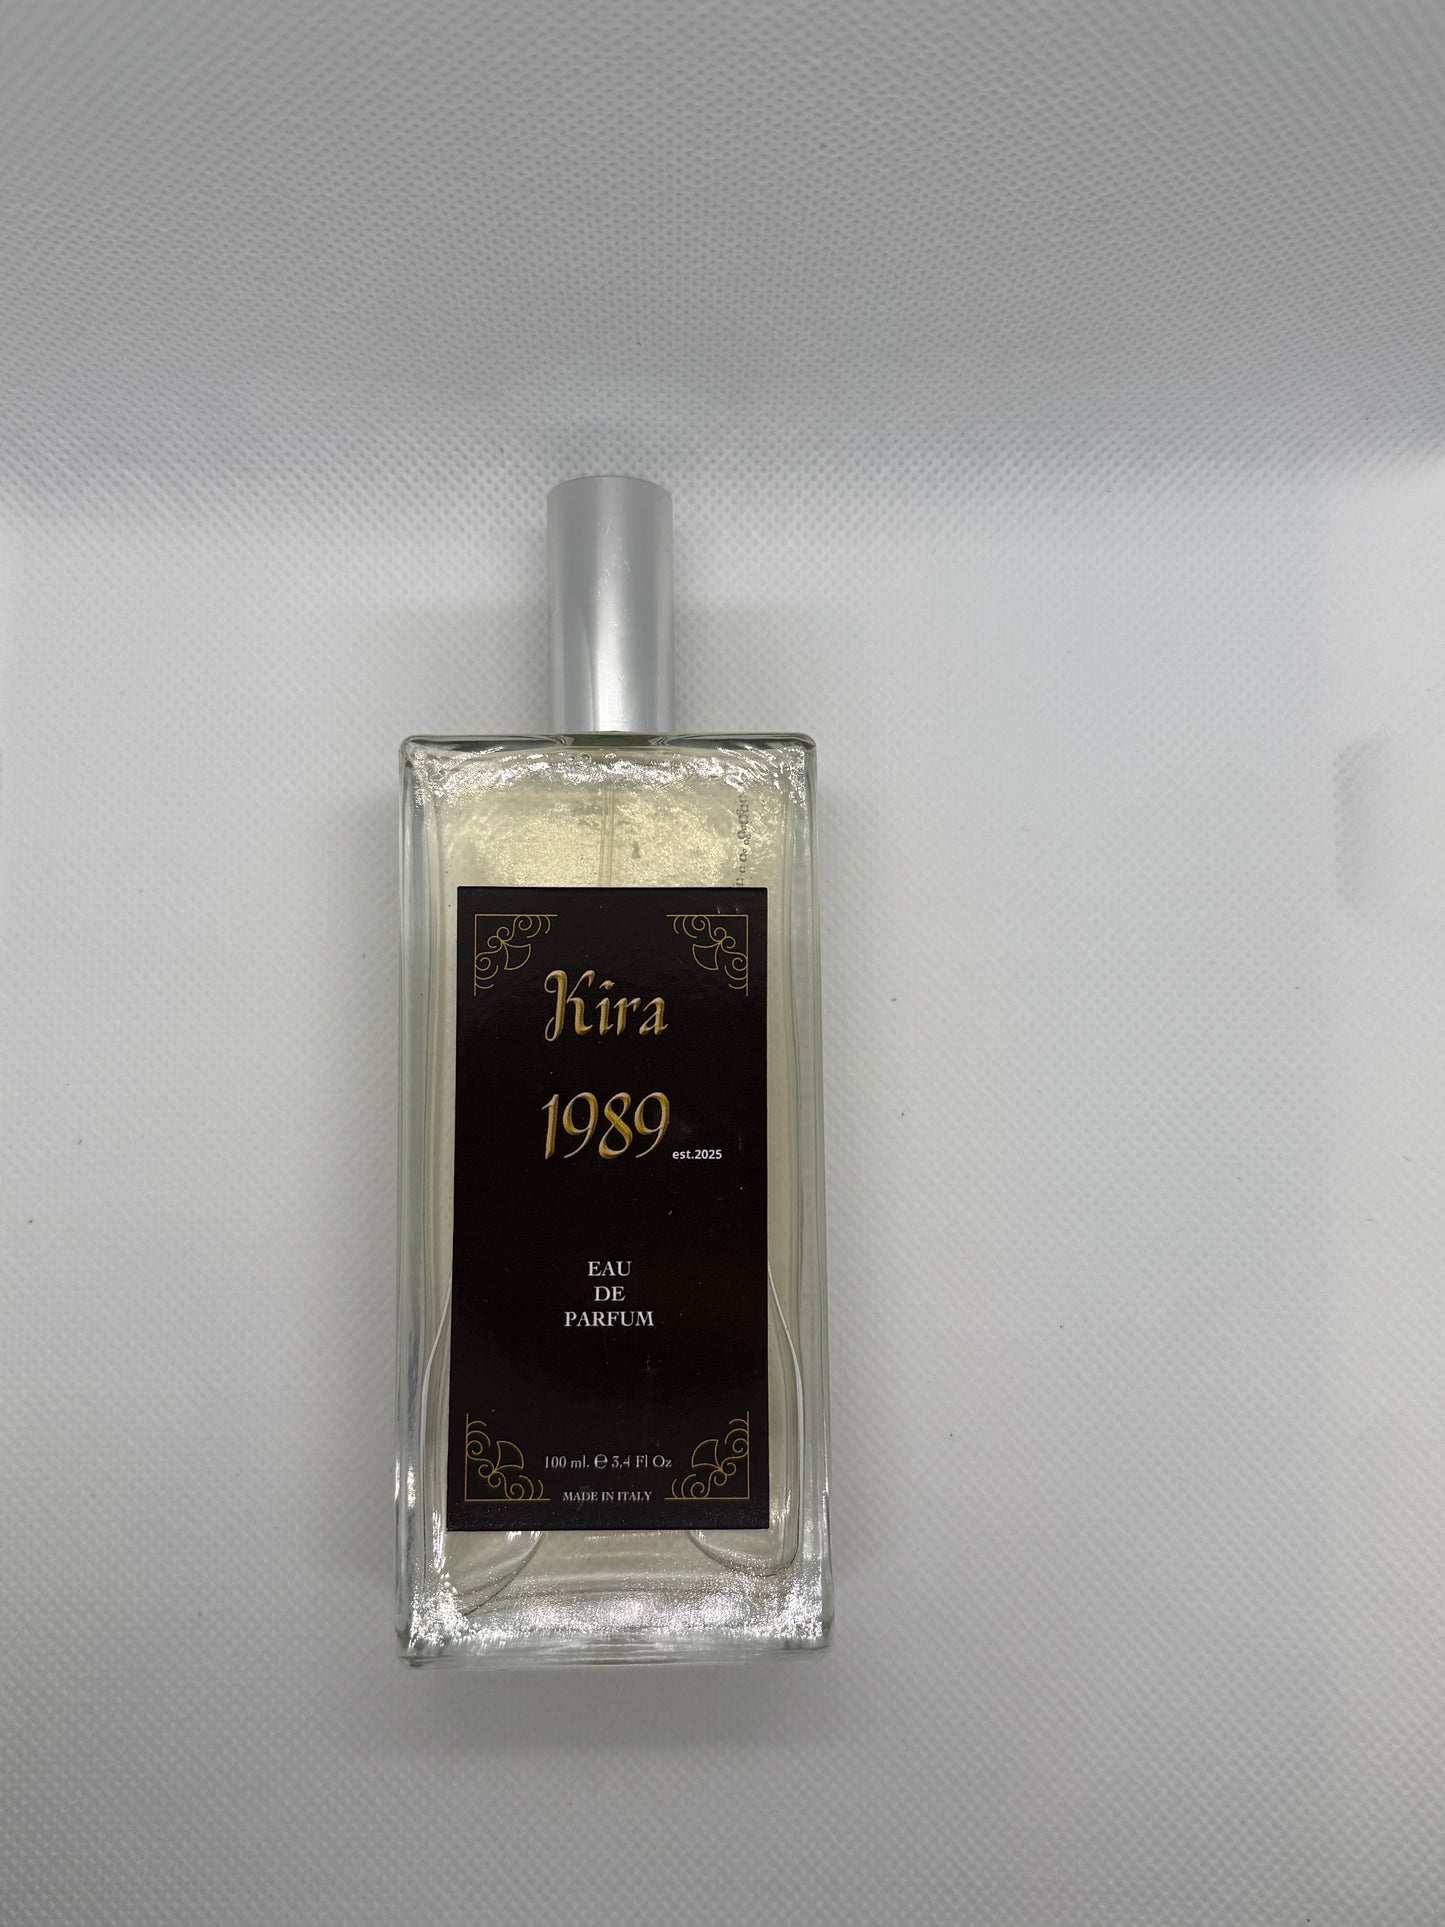 Kira
1989
est.2025
EAU
DE
PARFUM
100 ml. ℮ 3,4 Fl Oz
MADE IN ITALY